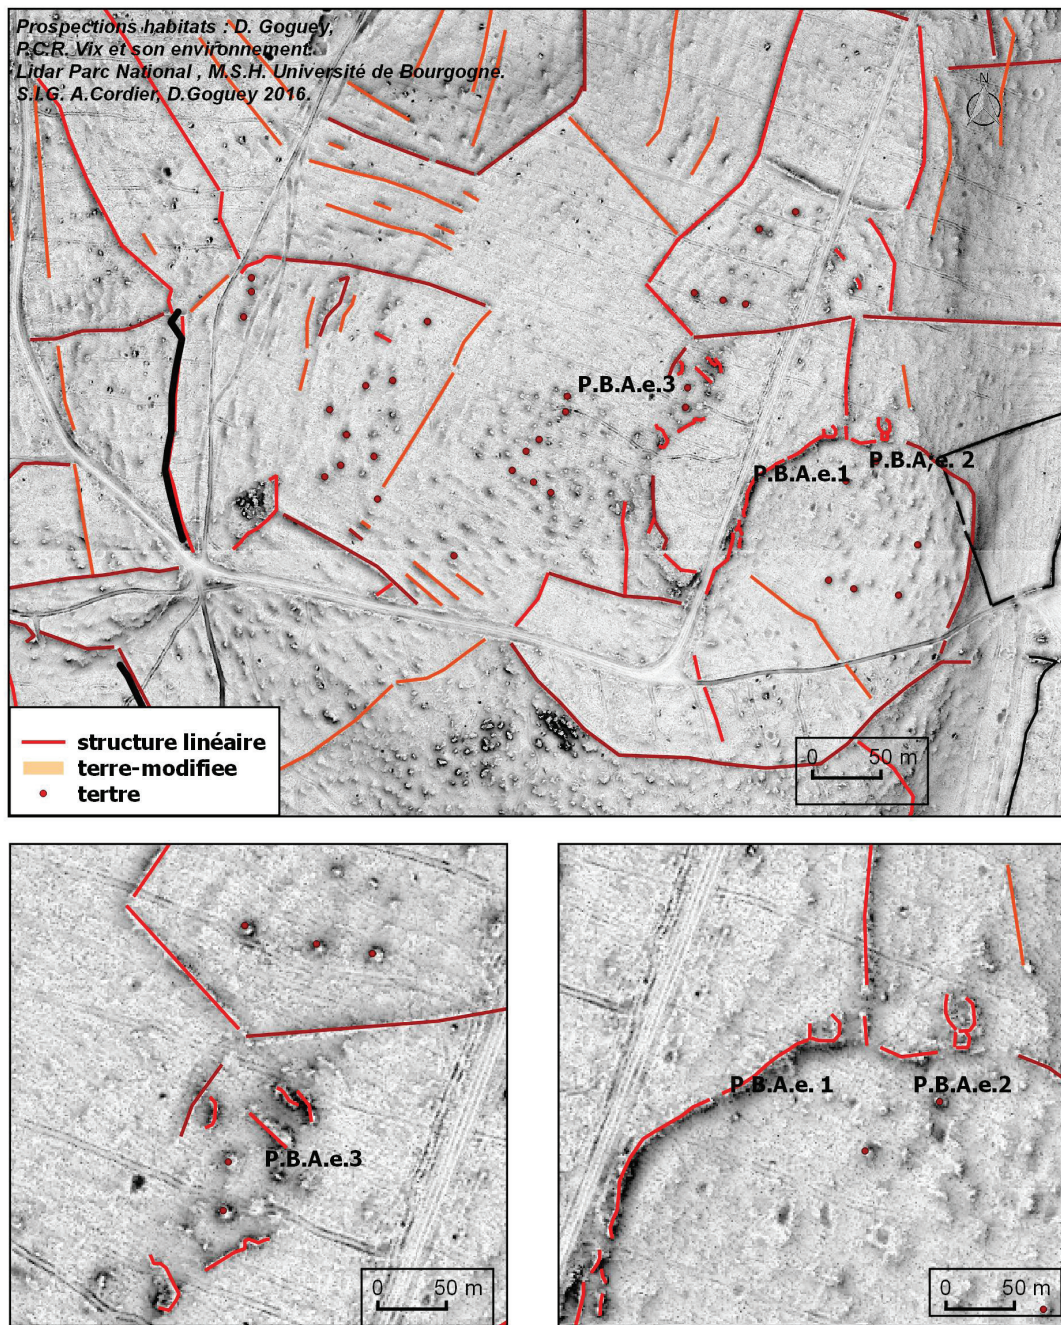 Prospections habitats : D. Goguey,
P.C.R. Vix et son environnement.
Lidar Parc National , M.S.H. Université de Bourgogne.
S.I.G. A.Cordier, D.Goguey 2016.
N
P.B.A.e.3
P.B.A.e.1
P.B.A,e. 2
structure linéaire
terre-modifiee
tertre
0 50 m
P.B.A.e.3
0 50 m
P.B.A.e. 1
P.B.A.e.2
0 50 m